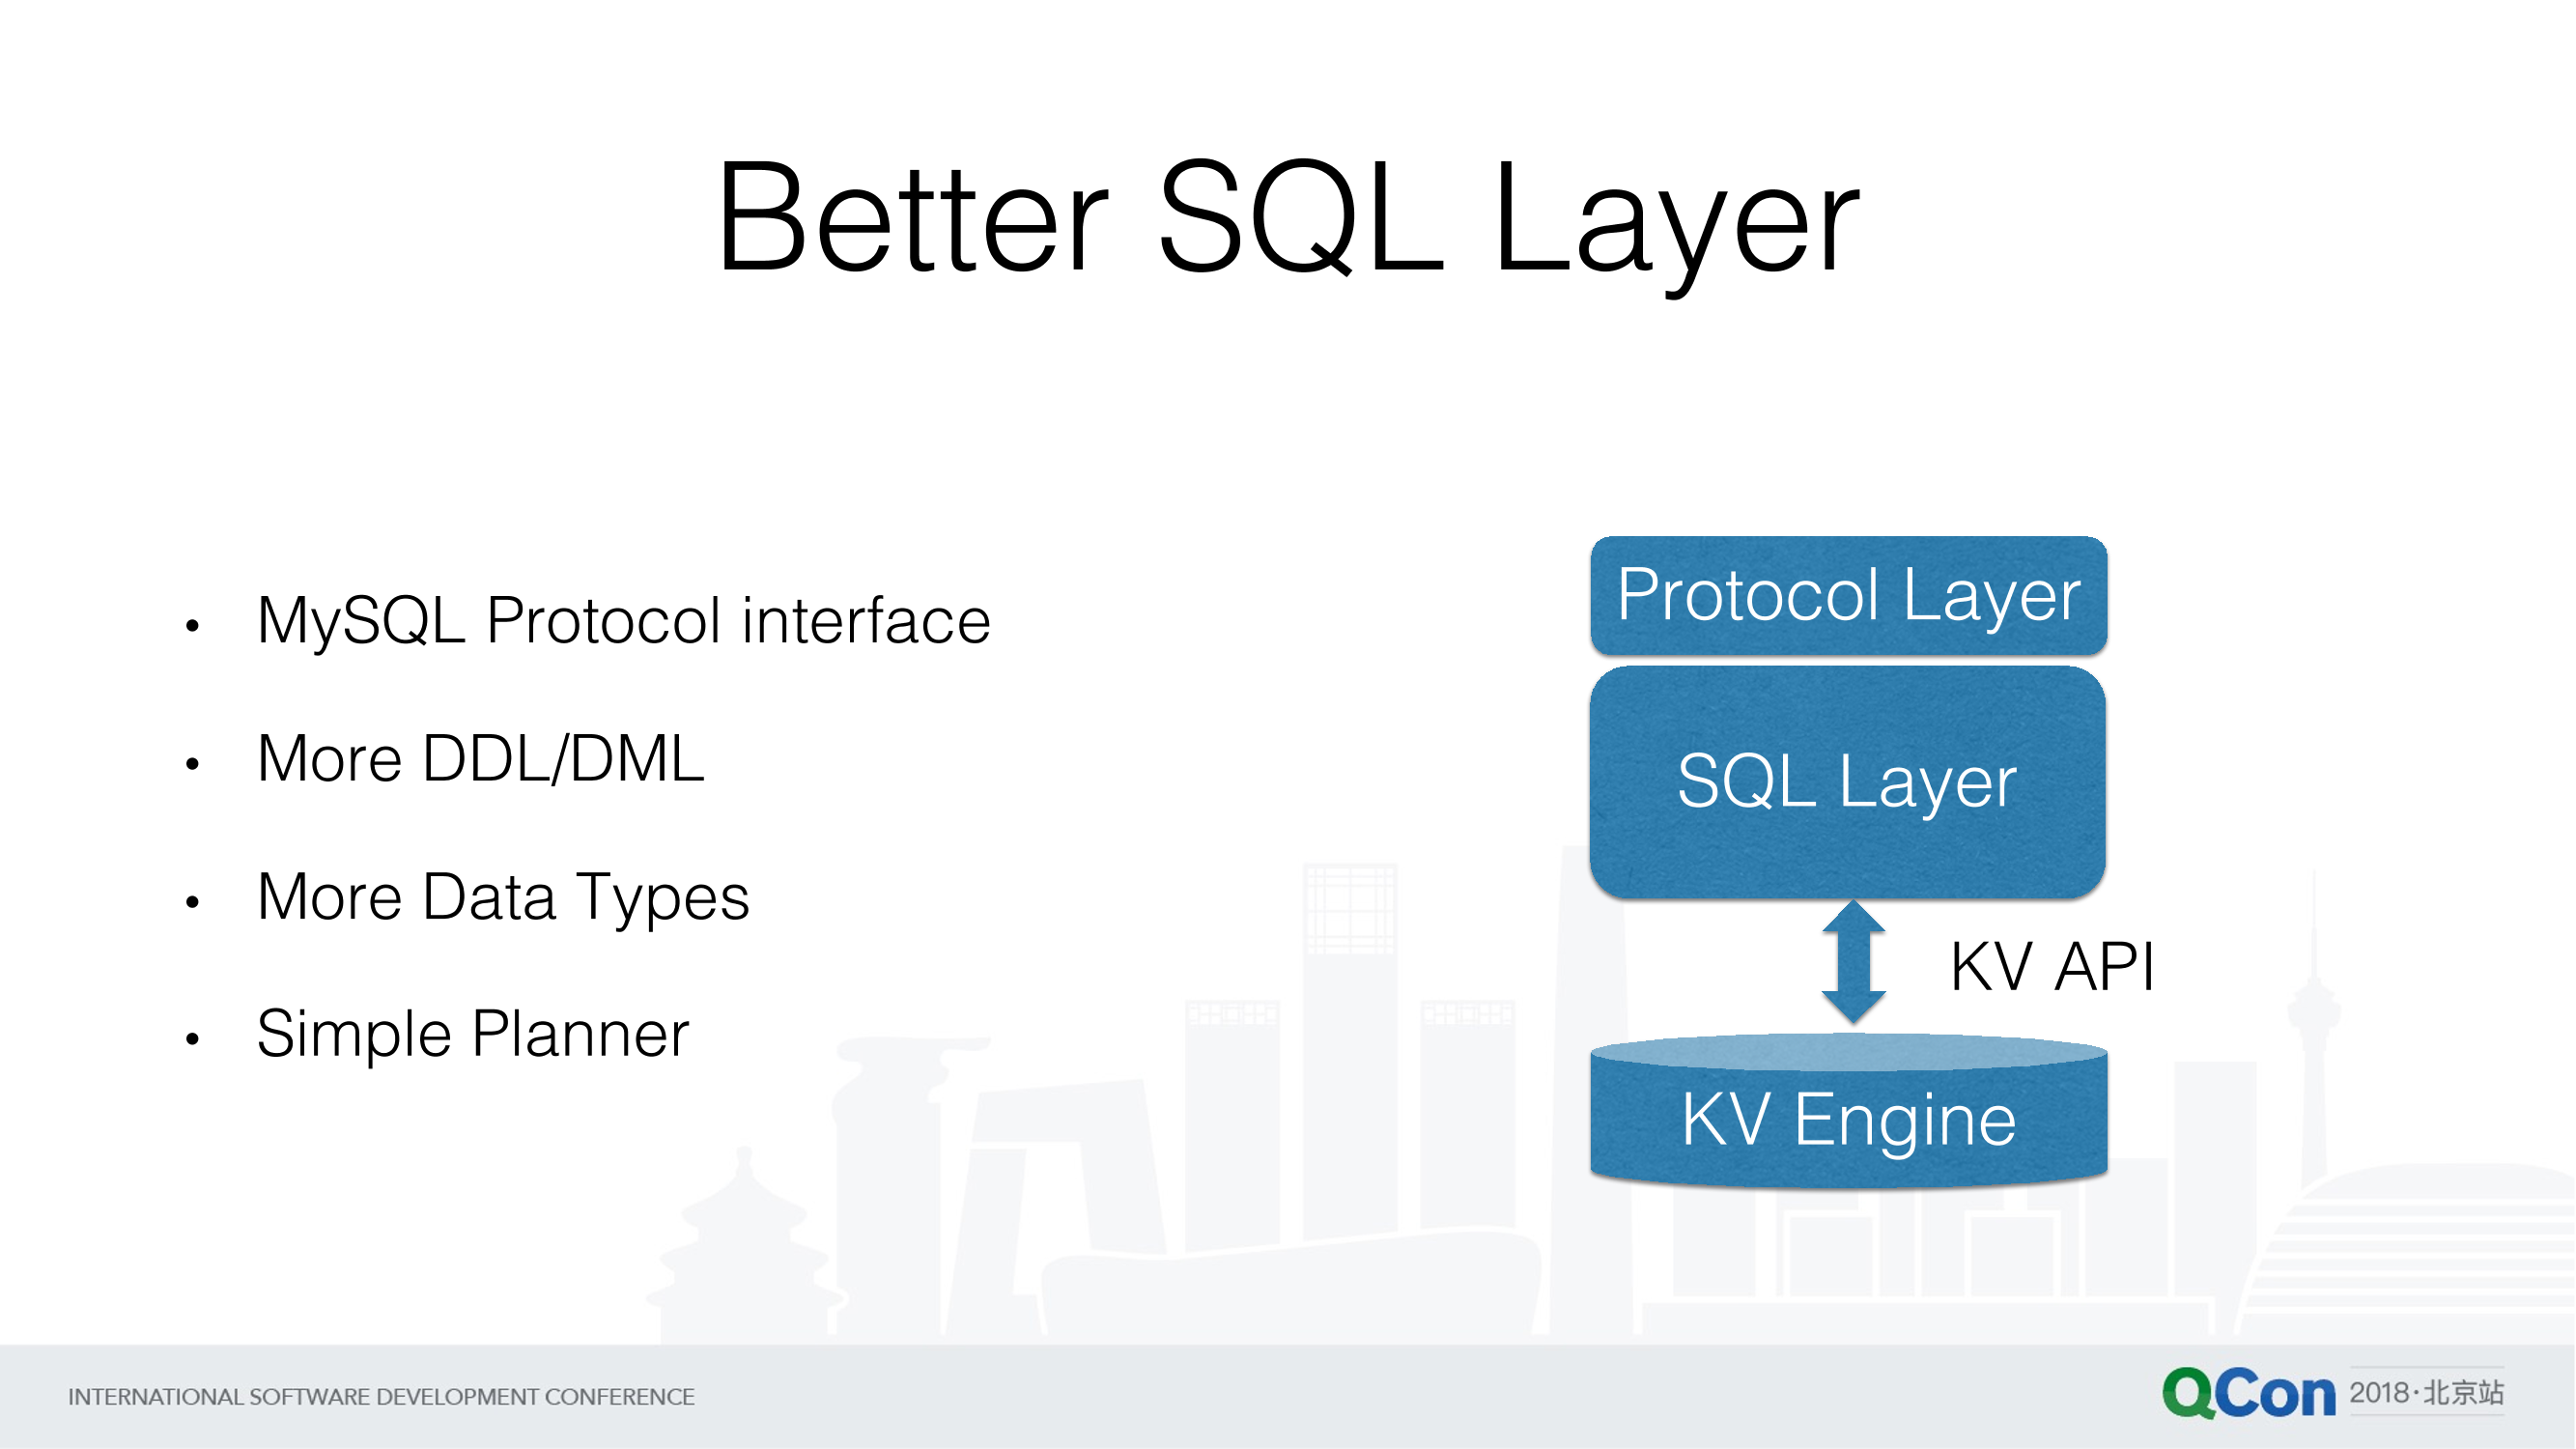 Better SQL Layer
• MySQL Protocol interface
• More DDL/DML
• More Data Types
• Simple Planner
Protocol Layer
SQL Layer
KV API
KV Engine
INTERNATIONAL SOFTWARE DEVELOPMENT CONFERENCE
QCon 2018·北京站